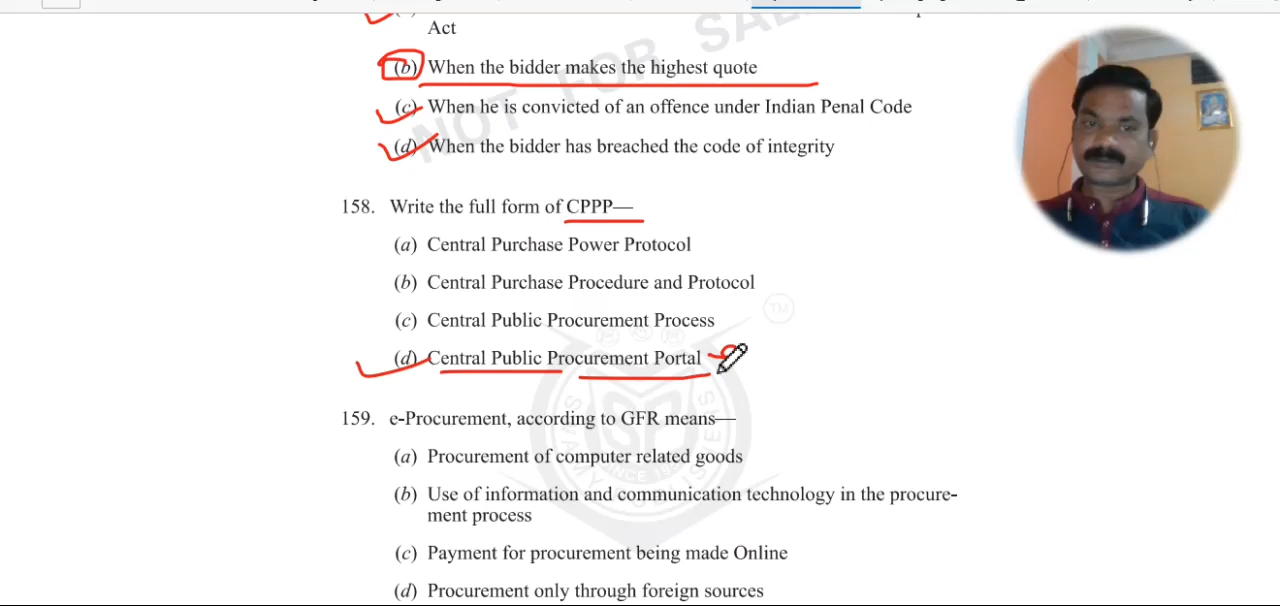 Act
(b) When the bidder makes the highest quote
(c) When he is convicted of an offence under Indian Penal Code
(d) When the bidder has breached the code of integrity
158. Write the full form of CPPP—
(a) Central Purchase Power Protocol
(b) Central Purchase Procedure and Protocol
(c) Central Public Procurement Process
(d) Central Public Procurement Portal
159. e-Procurement, according to GFR means—
(a) Procurement of computer related goods
(b) Use of information and communication technology in the procure-
ment process
(c) Payment for procurement being made Online
(d) Procurement only through foreign sources
NOT FOR
TM